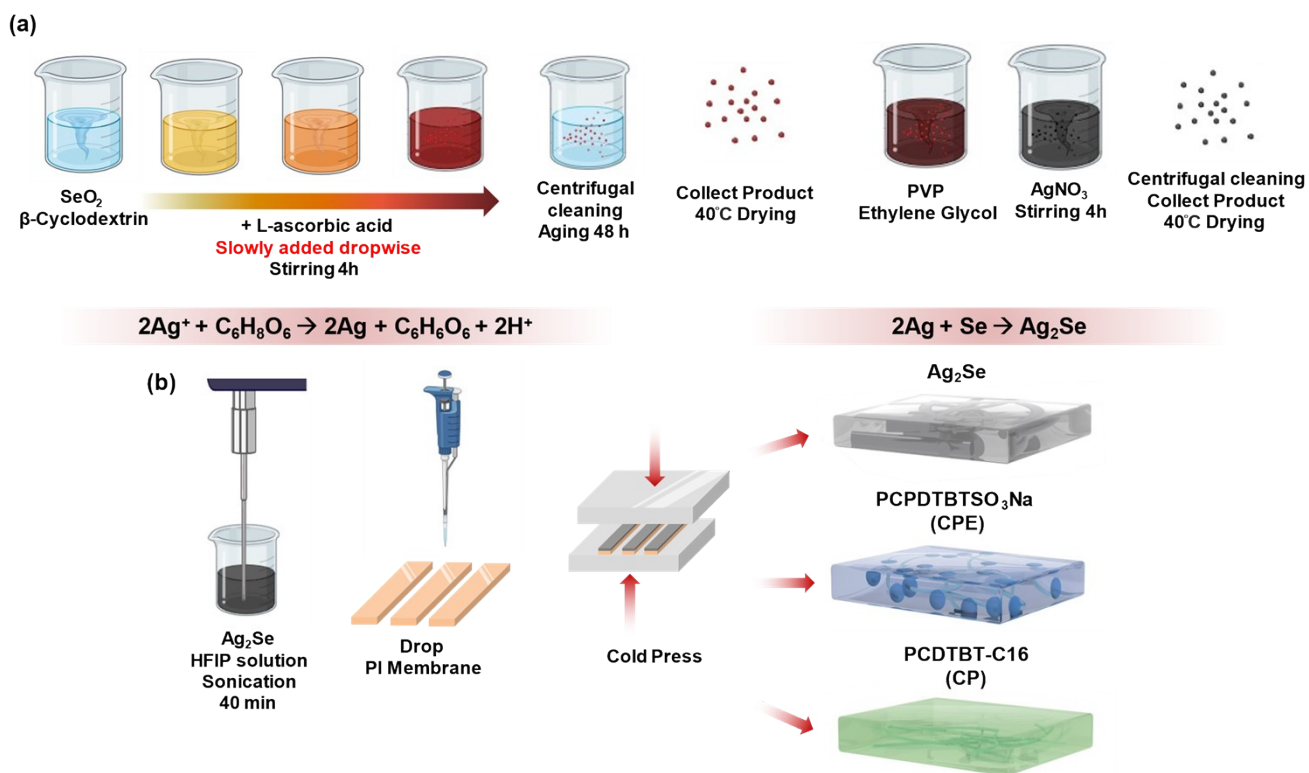 (a)
SeO₂
β-Cyclodextrin
+ L-ascorbic acid
Slowly added dropwise
Stirring 4h
Centrifugal
cleaning
Aging 48 h
Collect Product
40℃ Drying
PVP
Ethylene Glycol
AgNO₃
Stirring 4h
Centrifugal cleaning
Collect Product
40℃ Drying
2Ag⁺ + C₆H₈O₆ → 2Ag + C₆H₆O₆ + 2H⁺
2Ag + Se → Ag₂Se
(b)
Ag₂Se
HFIP solution
Sonication
40 min
Drop
PI Membrane
Cold Press
Ag₂Se
PCPDTBTSO₃Na
(CPE)
PCDTBT-C16
(CP)